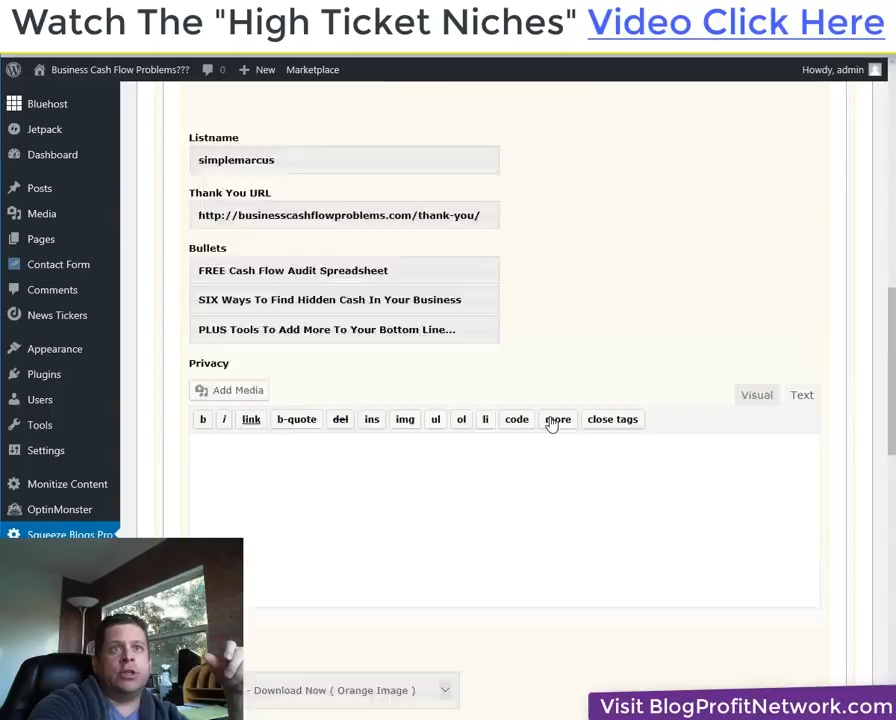 Watch The "High Ticket Niches" Video Click Here
Business Cash Flow Problems??? 0 New Marketplace Howdy, admin
Bluehost
Jetpack
Dashboard
Posts
Media
Pages
Contact Form
Comments
News Tickers
Appearance
Plugins
Users
Tools
Settings
Monitize Content
OptinMonster
Squeeze Blogs Pro
Listname
simplemarcus
Thank You URL
http://businesscashflowproblems.com/thank-you/
Bullets
FREE Cash Flow Audit Spreadsheet
SIX Ways To Find Hidden Cash In Your Business
PLUS Tools To Add More To Your Bottom Line...
Privacy
Add Media
Visual Text
b i link b-quote del ins img ul ol li code more close tags
- Download Now ( Orange Image )
Visit BlogProfitNetwork.com